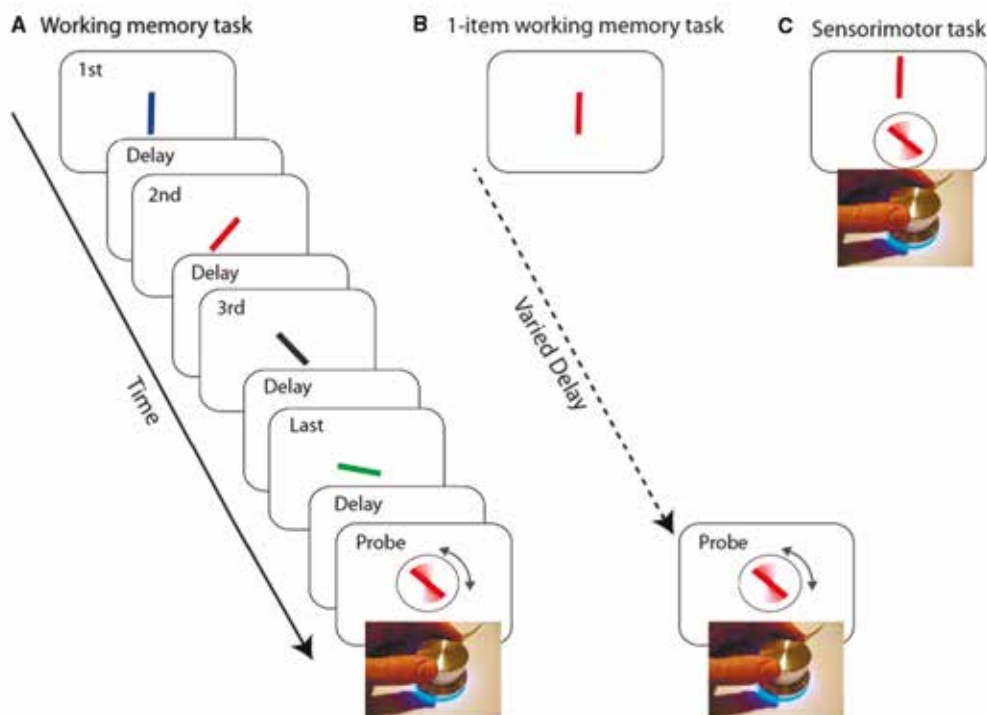 A Working memory task
B 1-item working memory task
C Sensorimotor task
1st
Delay
2nd
Delay
3rd
Delay
Last
Delay
Probe
Time
Varied Delay
Probe